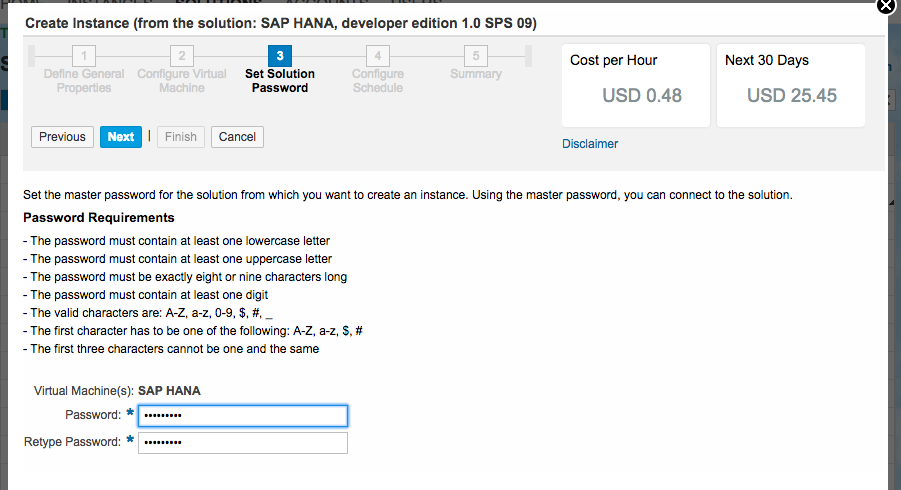 Create Instance (from the solution: SAP HANA, developer edition 1.0 SPS 09)
1
2
3
4
5
Define General Properties
Configure Virtual Machine
Set Solution Password
Configure Schedule
Summary
Cost per Hour
USD 0.48
Next 30 Days
USD 25.45
Previous
Next
|
Finish
Cancel
Disclaimer
Set the master password for the solution from which you want to create an instance. Using the master password, you can connect to the solution.
Password Requirements
- The password must contain at least one lowercase letter
- The password must contain at least one uppercase letter
- The password must be exactly eight or nine characters long
- The password must contain at least one digit
- The valid characters are: A-Z, a-z, 0-9, $, #, _
- The first character has to be one of the following: A-Z, a-z, $, #
- The first three characters cannot be one and the same
Virtual Machine(s): SAP HANA
Password: * •••••••••
Retype Password: * •••••••••